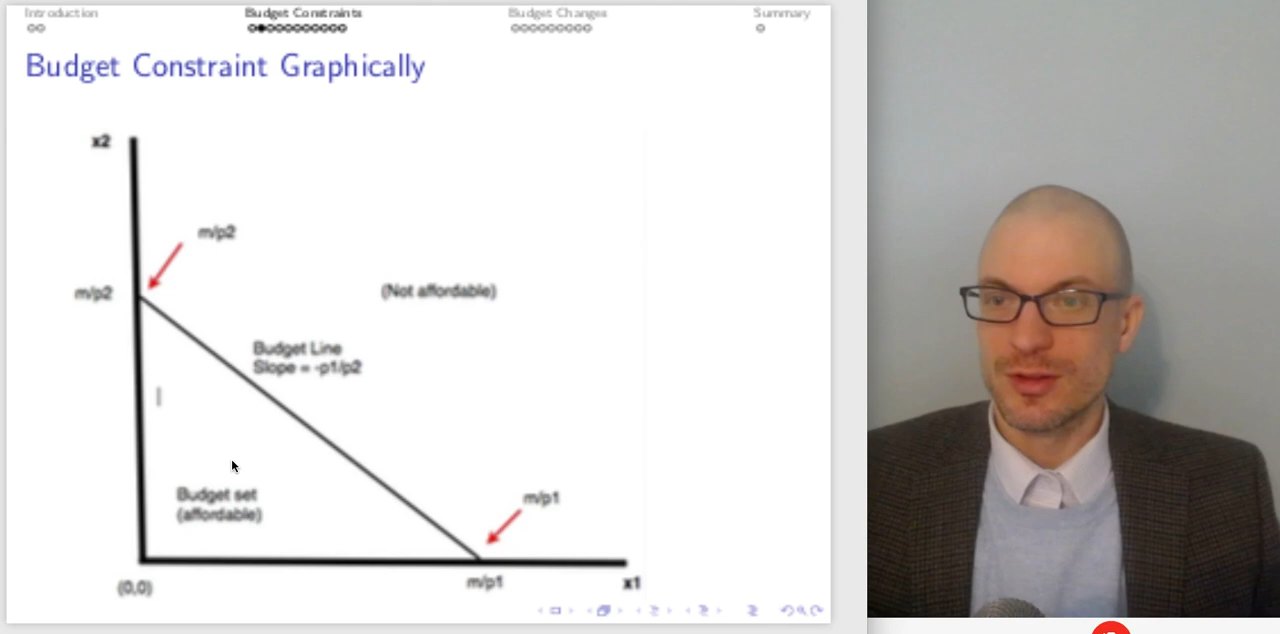 Introduction
Budget Constraints
Budget Changes
Summary
Budget Constraint Graphically
x2
m/p2
m/p2
(Not affordable)
Budget Line
Slope = -p1/p2
Budget set
(affordable)
m/p1
(0,0)
m/p1
x1